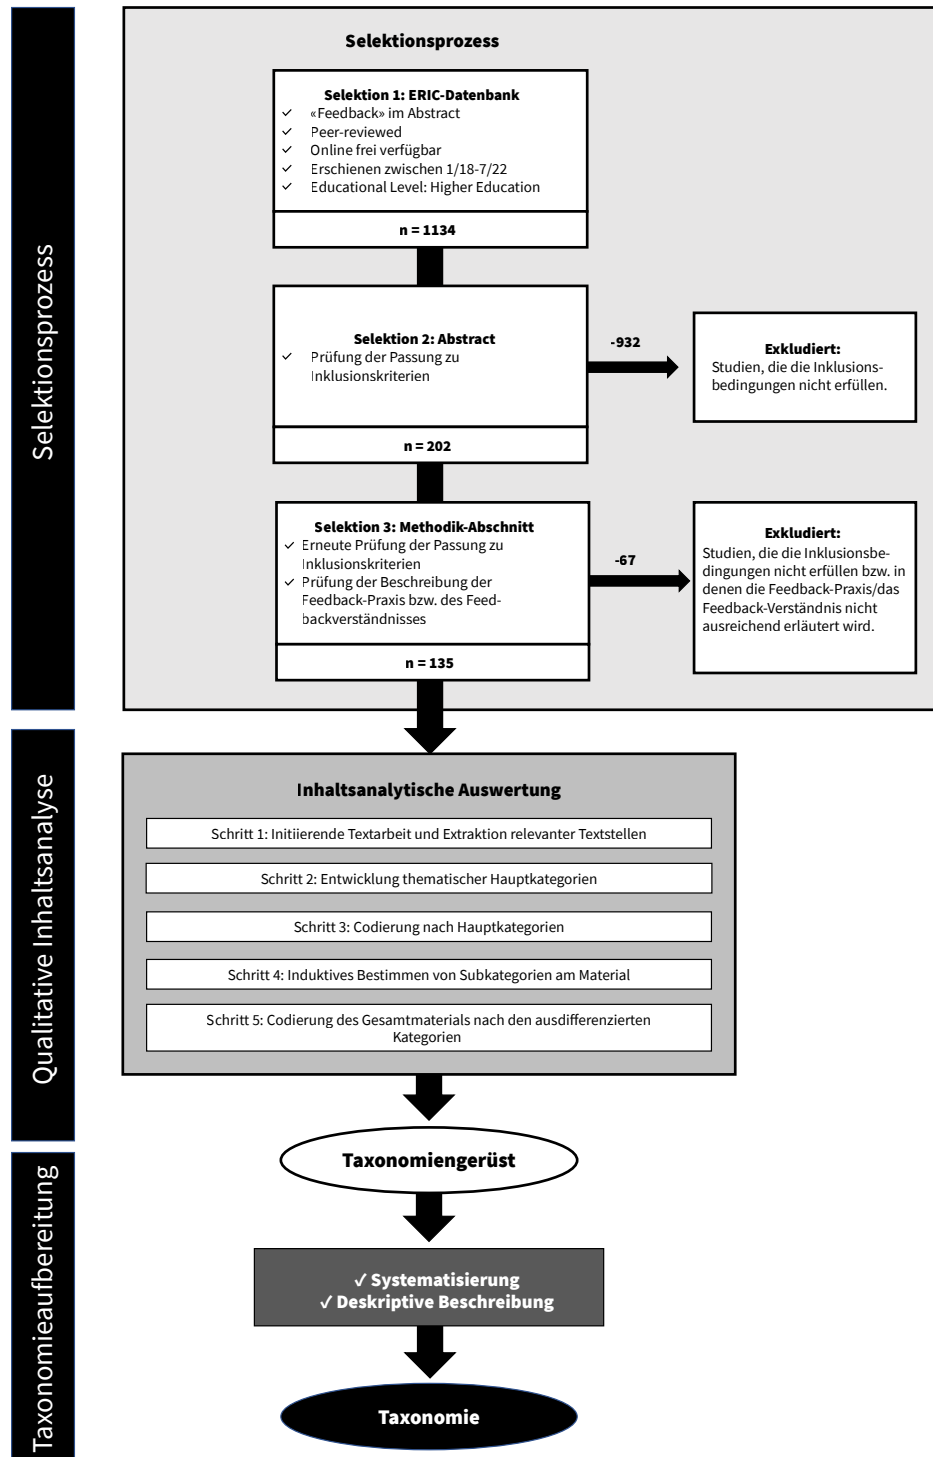 Selektionsprozess
Selektionsprozess
Selektion 1: ERIC-Datenbank
✓ «Feedback» im Abstract
✓ Peer-reviewed
✓ Online frei verfügbar
✓ Erschienen zwischen 1/18-7/22
✓ Educational Level: Higher Education
n = 1134
Selektion 2: Abstract
✓ Prüfung der Passung zu
Inklusionskriterien
n = 202
-932
Exkludiert:
Studien, die die Inklusions-
bedingungen nicht erfüllen.
Selektion 3: Methodik-Abschnitt
✓ Erneute Prüfung der Passung zu
Inklusionskriterien
✓ Prüfung der Beschreibung der
Feedback-Praxis bzw. des Feed-
backverständnisses
n = 135
-67
Exkludiert:
Studien, die die Inklusionsbe-
dingungen nicht erfüllen bzw. in
denen die Feedback-Praxis/das
Feedback-Verständnis nicht
ausreichend erläutert wird.
Qualitative Inhaltsanalyse
Inhaltsanalytische Auswertung
Schritt 1: Initiierende Textarbeit und Extraktion relevanter Textstellen
Schritt 2: Entwicklung thematischer Hauptkategorien
Schritt 3: Codierung nach Hauptkategorien
Schritt 4: Induktives Bestimmen von Subkategorien am Material
Schritt 5: Codierung des Gesamtmaterials nach den ausdifferenzierten
Kategorien
Taxonomieaufbereitung
Taxonomiengerüst
✓ Systematisierung
✓ Deskriptive Beschreibung
Taxonomie